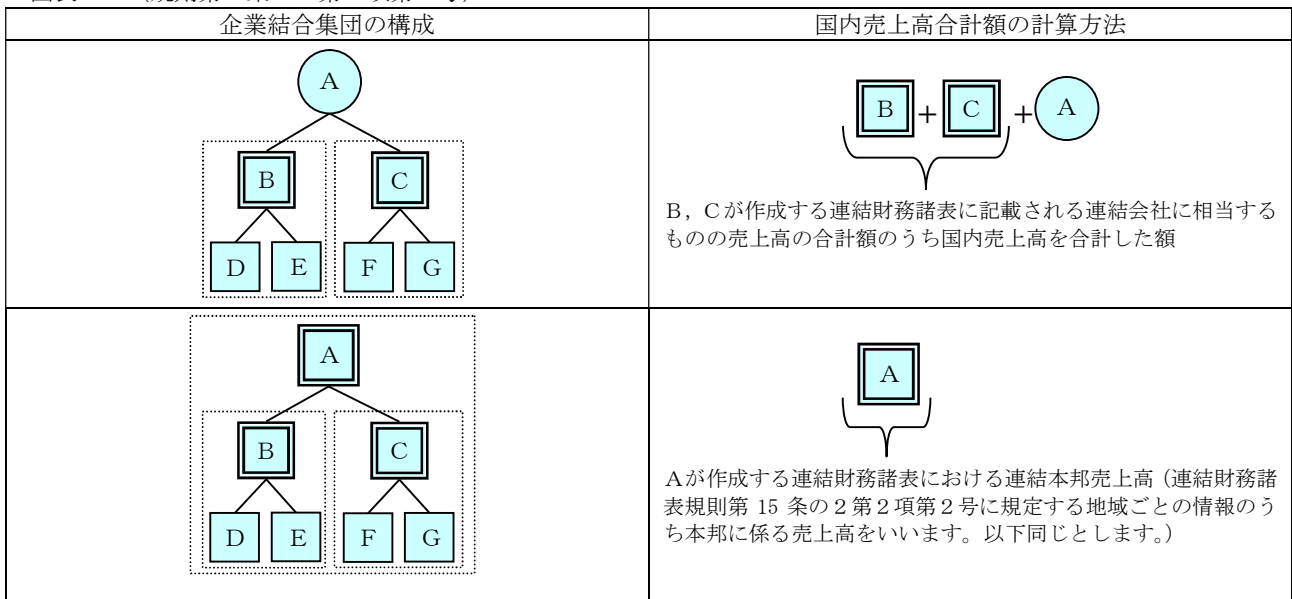 企業結合集団の構成
国内売上高合計額の計算方法
A
B
C
D
E
F
G
B + C + A
B，Cが作成する連結財務諸表に記載される連結会社に相当する
ものの売上高の合計額のうち国内売上高を合計した額
A
B
C
D
E
F
G
A
Aが作成する連結財務諸表における連結本邦売上高（連結財務諸
表規則第 15 条の２第２項第２号に規定する地域ごとの情報のう
ち本邦に係る売上高をいいます。以下同じとします。）